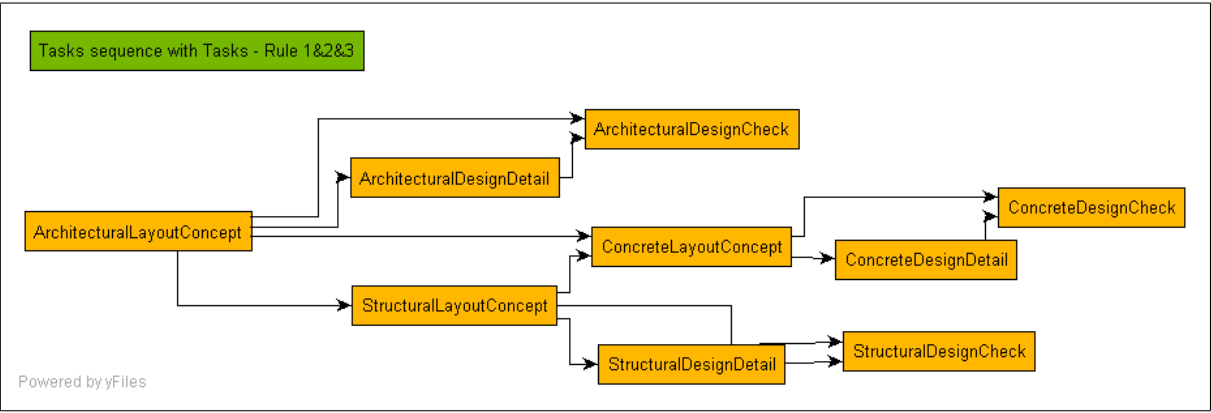 Tasks sequence with Tasks - Rule 1&2&3
ArchitecturalDesignCheck
ArchitecturalDesignDetail
ConcreteDesignCheck
ArchitecturalLayoutConcept
ConcreteLayoutConcept
ConcreteDesignDetail
StructuralLayoutConcept
StructuralDesignCheck
StructuralDesignDetail
Powered by yFiles